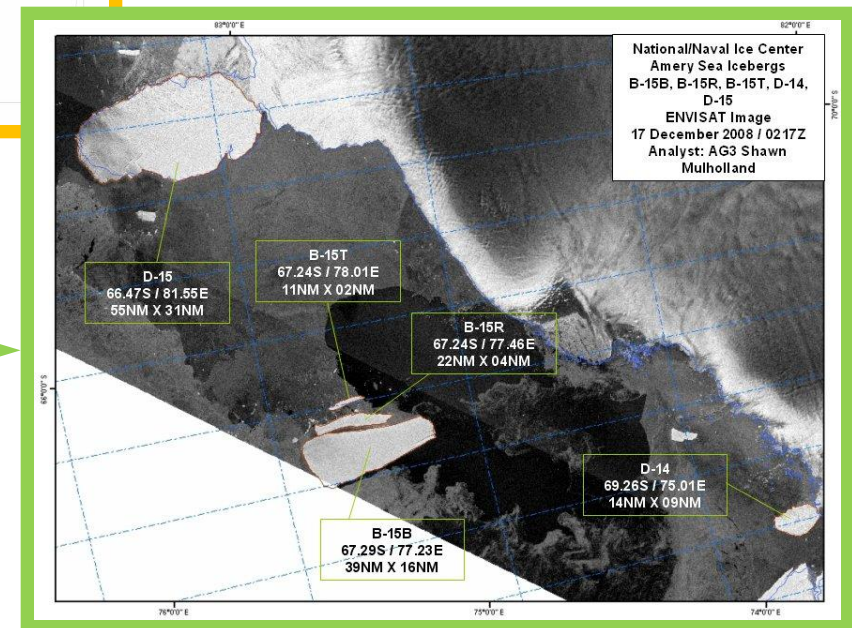 83°0'0" E
82°0'0" E
National/Naval Ice Center
Amery Sea Icebergs
B-15B, B-15R, B-15T, D-14,
D-15
ENVISAT Image
17 December 2008 / 0217Z
Analyst: AG3 Shawn
Mulholland
70°0'0" S
B-15T
67.24S / 78.01E
11NM X 02NM
D-15
66.47S / 81.55E
55NM X 31NM
B-15R
67.24S / 77.46E
22NM X 04NM
66°0'0" S
D-14
69.26S / 75.01E
14NM X 09NM
B-15B
67.29S / 77.23E
39NM X 16NM
76°0'0" E
75°0'0" E
74°0'0" E